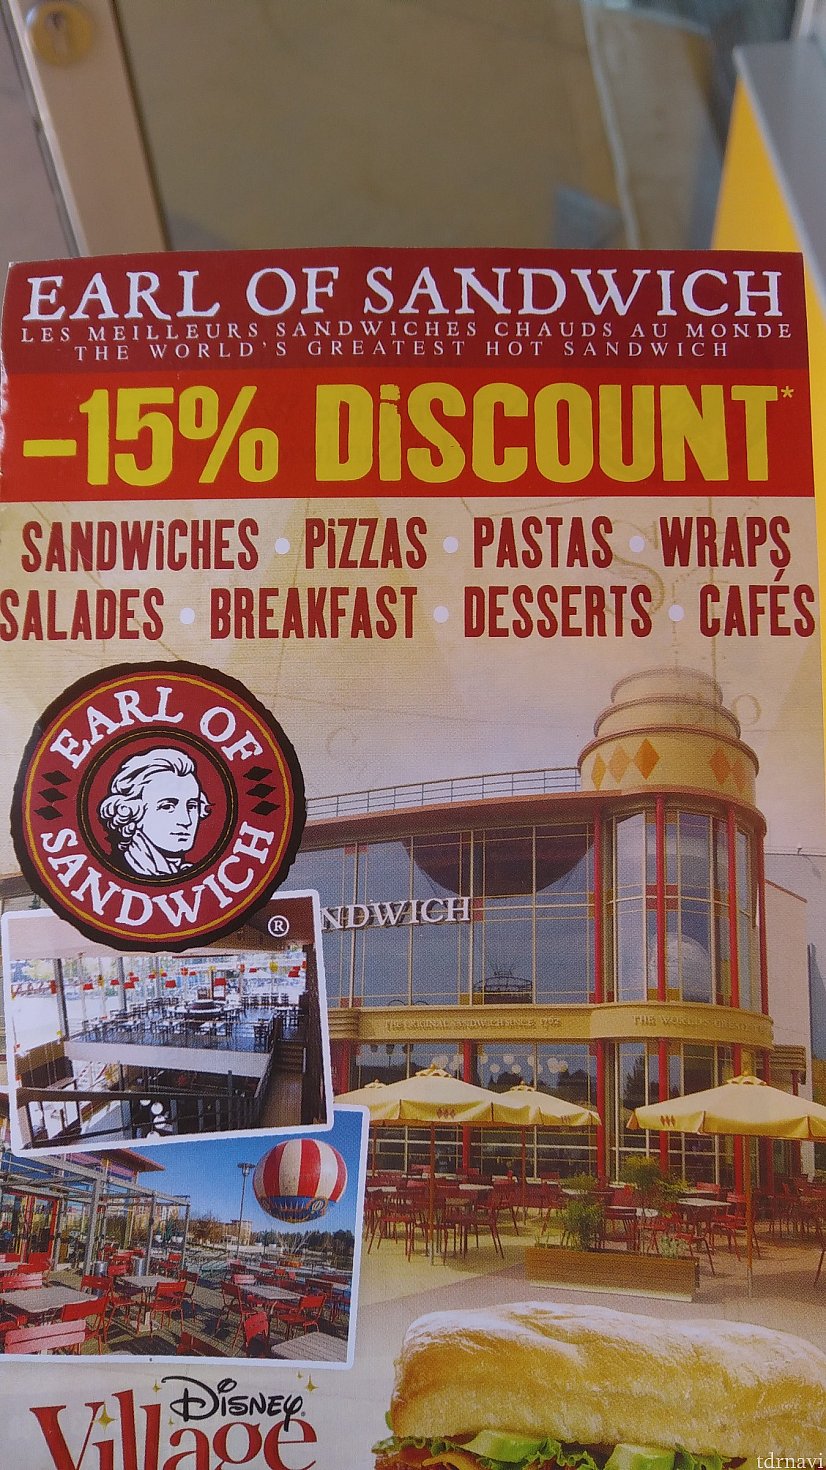 EARL OF SANDWICH
LES MEILLEURS SANDWICHES CHAUDS AU MONDE
THE WORLD'S GREATEST HOT SANDWICH
-15% DiSCOUNT*
SANDWiCHES • PiZZAS • PASTAS • WRAPS
SALADES • BREAKFAST • DESSERTS • CAFÉS
EARL OF
SANDWICH
®
NDWICH
DISNEY
Village
tdrnavi